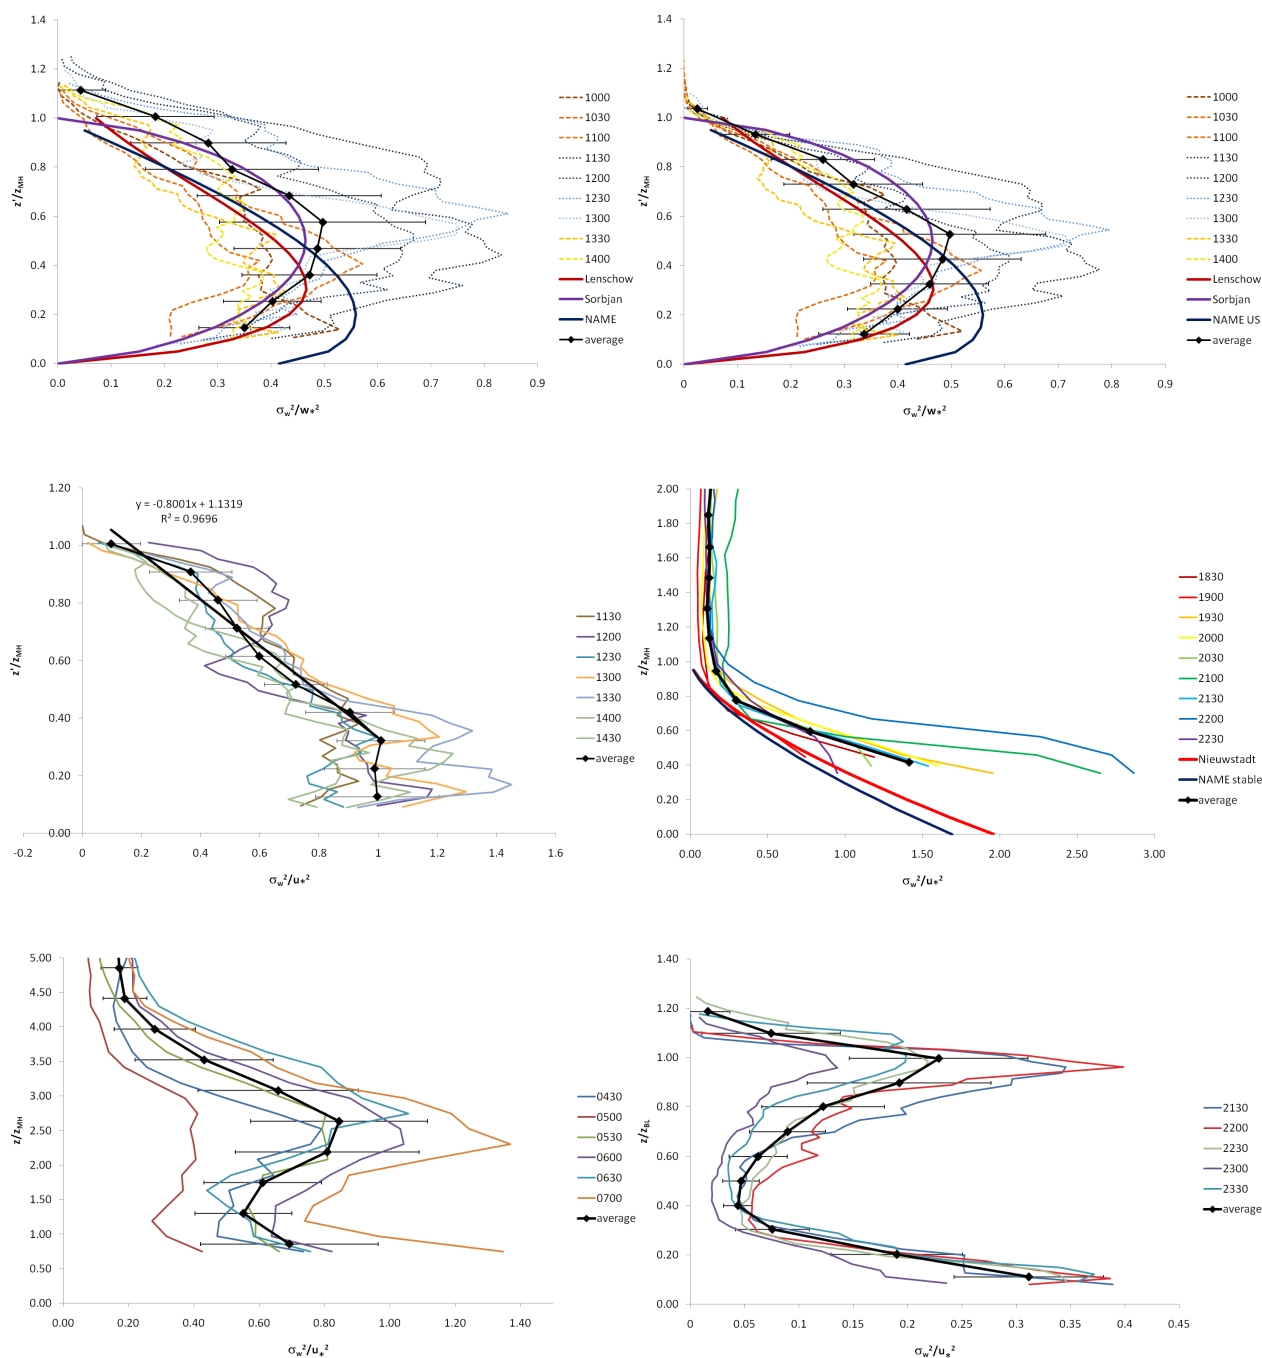 1.4
1.2
1.0
0.8
0.6
0.4
0.2
0.0
z'/zMH
0.0 0.1 0.2 0.3 0.4 0.5 0.6 0.7 0.8 0.9
σw²/w*²
1000
1030
1100
1130
1200
1230
1300
1330
1400
Lenschow
Sorbjan
NAME
average
1.4
1.2
1.0
0.8
0.6
0.4
0.2
0.0
z'/zMH
0 0.1 0.2 0.3 0.4 0.5 0.6 0.7 0.8 0.9
σw²/w*²
1000
1030
1100
1130
1200
1230
1300
1330
1400
Lenschow
Sorbjan
NAME US
average
1.20
1.00
0.80
0.60
0.40
0.20
0.00
z'/zMH
y = -0.8001x + 1.1319
R² = 0.9696
-0.2 0 0.2 0.4 0.6 0.8 1 1.2 1.4 1.6
σw²/u*²
1130
1200
1230
1300
1330
1400
1430
average
2.00
1.80
1.60
1.40
1.20
1.00
0.80
0.60
0.40
0.20
0.00
z'/zMH
0.00 0.50 1.00 1.50 2.00 2.50 3.00
σw²/u*²
1830
1900
1930
2000
2030
2100
2130
2200
2230
Nieuwstadt
NAME stable
average
5.00
4.50
4.00
3.50
3.00
2.50
2.00
1.50
1.00
0.50
0.00
z/zMH
0.00 0.20 0.40 0.60 0.80 1.00 1.20 1.40
σw²/u*²
0430
0500
0530
0600
0630
0700
average
1.40
1.20
1.00
0.80
0.60
0.40
0.20
0.00
z/zBL
0 0.05 0.1 0.15 0.2 0.25 0.3 0.35 0.4 0.45
σw²/u*²
2130
2200
2230
2300
2330
average